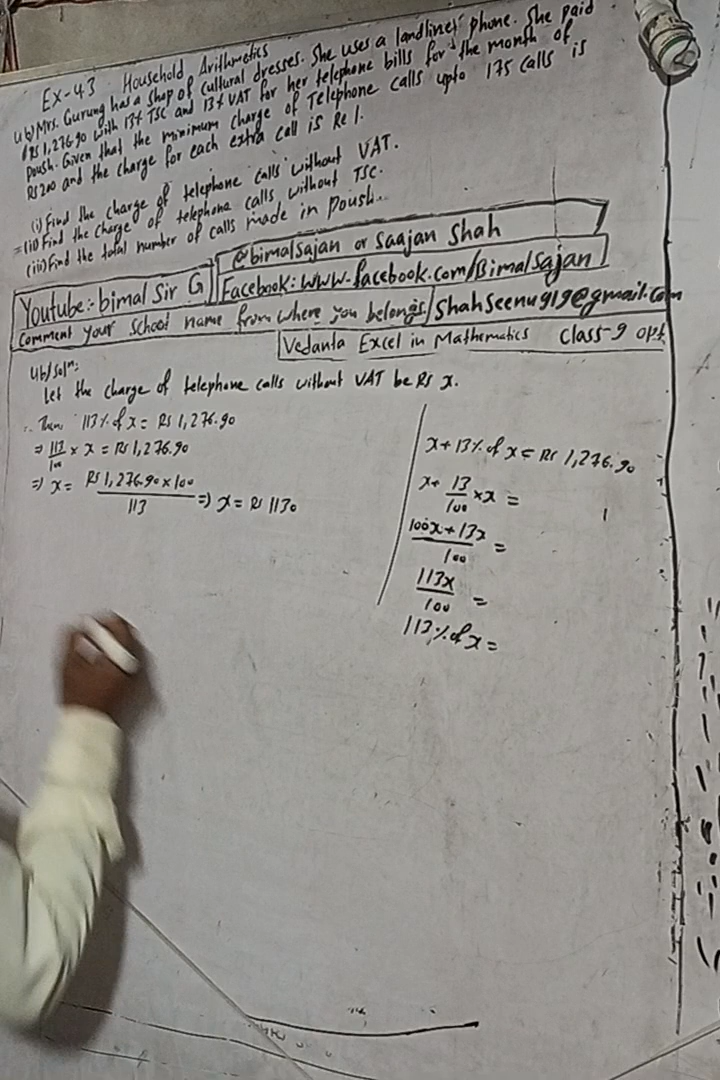 Ex-4.3 Household Arithmetics
4b) Mrs. Gurung has a shop of cultural dresses. She uses a landline phone. She paid
Rs 1,276.90 with 13% TSC and 13% VAT for her telephone bills for the month of
Poush. Given that the minimum charge of Telephone calls upto 175 calls is
Rs 200 and the charge for each extra call is Re 1.
(i) Find the charge of telephone calls without VAT.
(ii) Find the charge of telephone calls without TSC.
(iii) Find the total number of calls made in Poush.
@bimalsajan or Saajan Shah
Youtube:- bimal Sir G
Facebook: www.facebook.com/Bimalsajan
Comment your school name from where you belongs.
Shahseenu919@gmail.com
Vedanta Excel in Mathematics Class-9 opt.
4b/Solⁿ:
Let the charge of telephone calls without VAT be Rs x.
∴ Then, 113% of x = Rs 1,276.90
⇒ 113/100 × x = Rs 1,276.90
⇒ x = Rs 1,276.90 × 100/113 ⇒ x = Rs 1130
x + 13% of x = Rs 1,276.90
x + 13/100 × x =
100x + 13x/100 =
113x/100 =
113% of x =